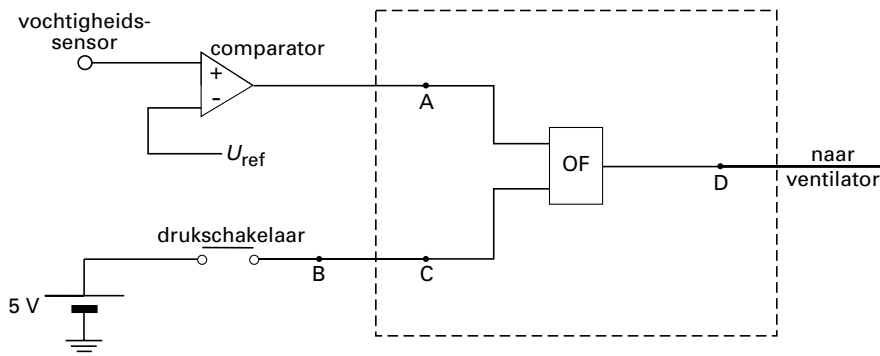 vochtigheids-
sensor
comparator
+
-
A
Uref
OF
D
naar
ventilator
drukschakelaar
B
C
5 V